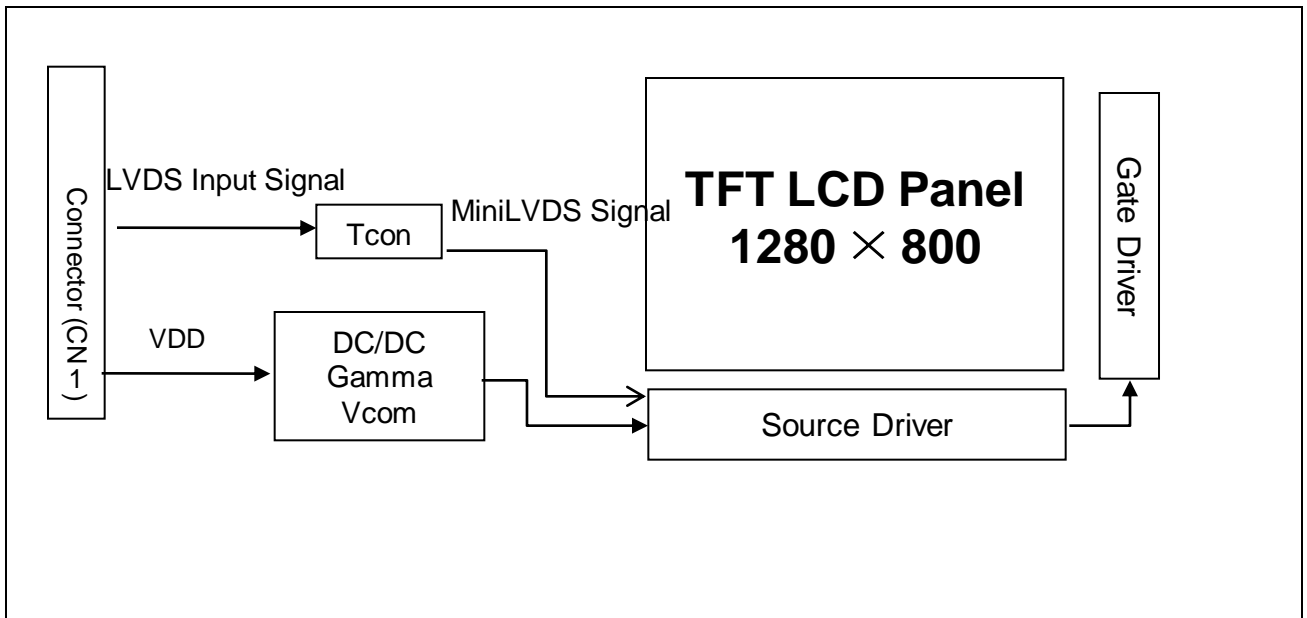 Connector (CN1)
LVDS Input Signal
Tcon
MiniLVDS Signal
VDD
DC/DC
Gamma
Vcom
TFT LCD Panel
1280 × 800
Source Driver
Gate Driver